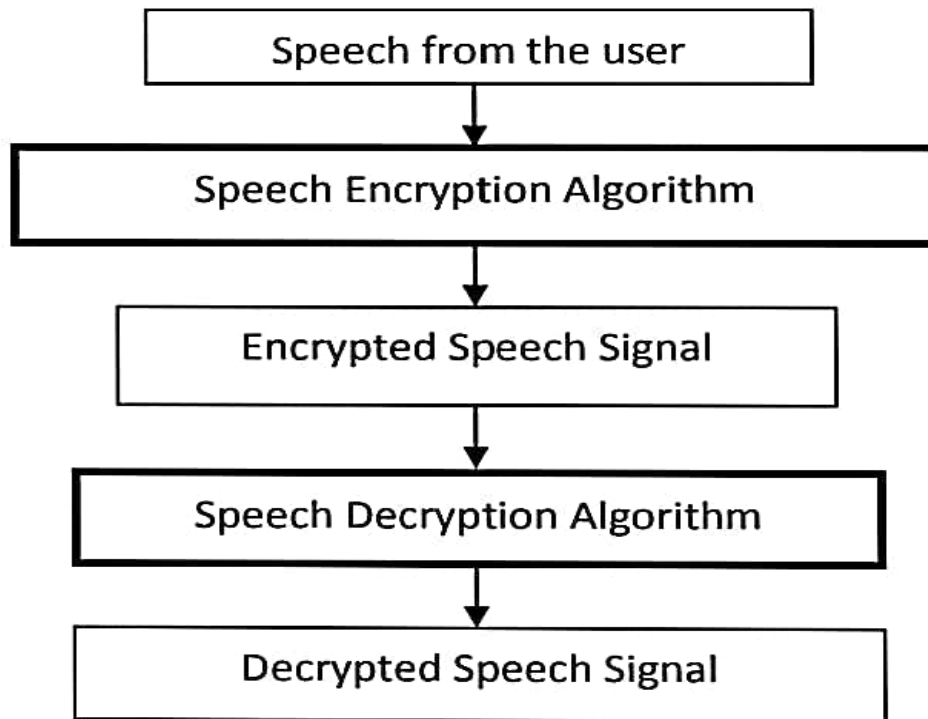 Speech from the user
Speech Encryption Algorithm
Encrypted Speech Signal
Speech Decryption Algorithm
Decrypted Speech Signal